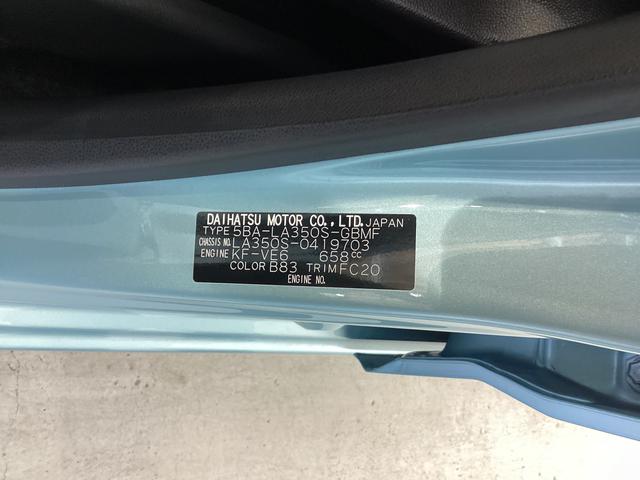 DAIHATSU MOTOR CO.,LTD. JAPAN
TYPE 5BA-LA350S-GBMF
CHASSIS NO. LA350S-0419703
ENGINE KF-VE6 658cc
COLOR B83 TRIM FC20
ENGINE NO.